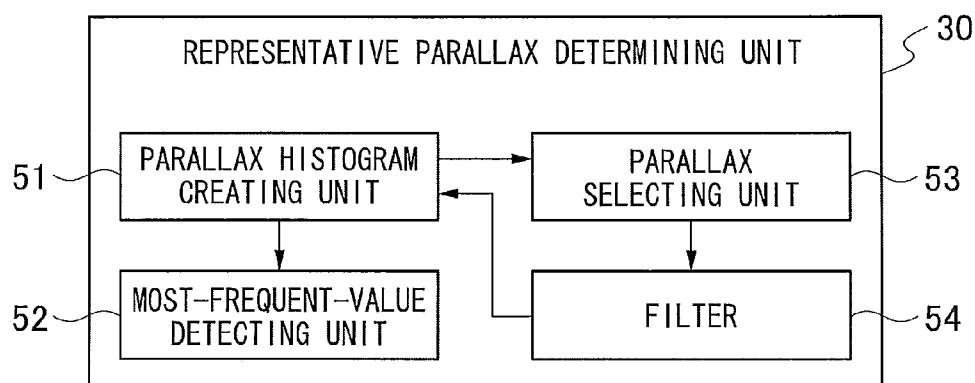 REPRESENTATIVE PARALLAX DETERMINING UNIT
30
51
PARALLAX HISTOGRAM
CREATING UNIT
PARALLAX
SELECTING UNIT
53
52
MOST-FREQUENT-VALUE
DETECTING UNIT
FILTER
54